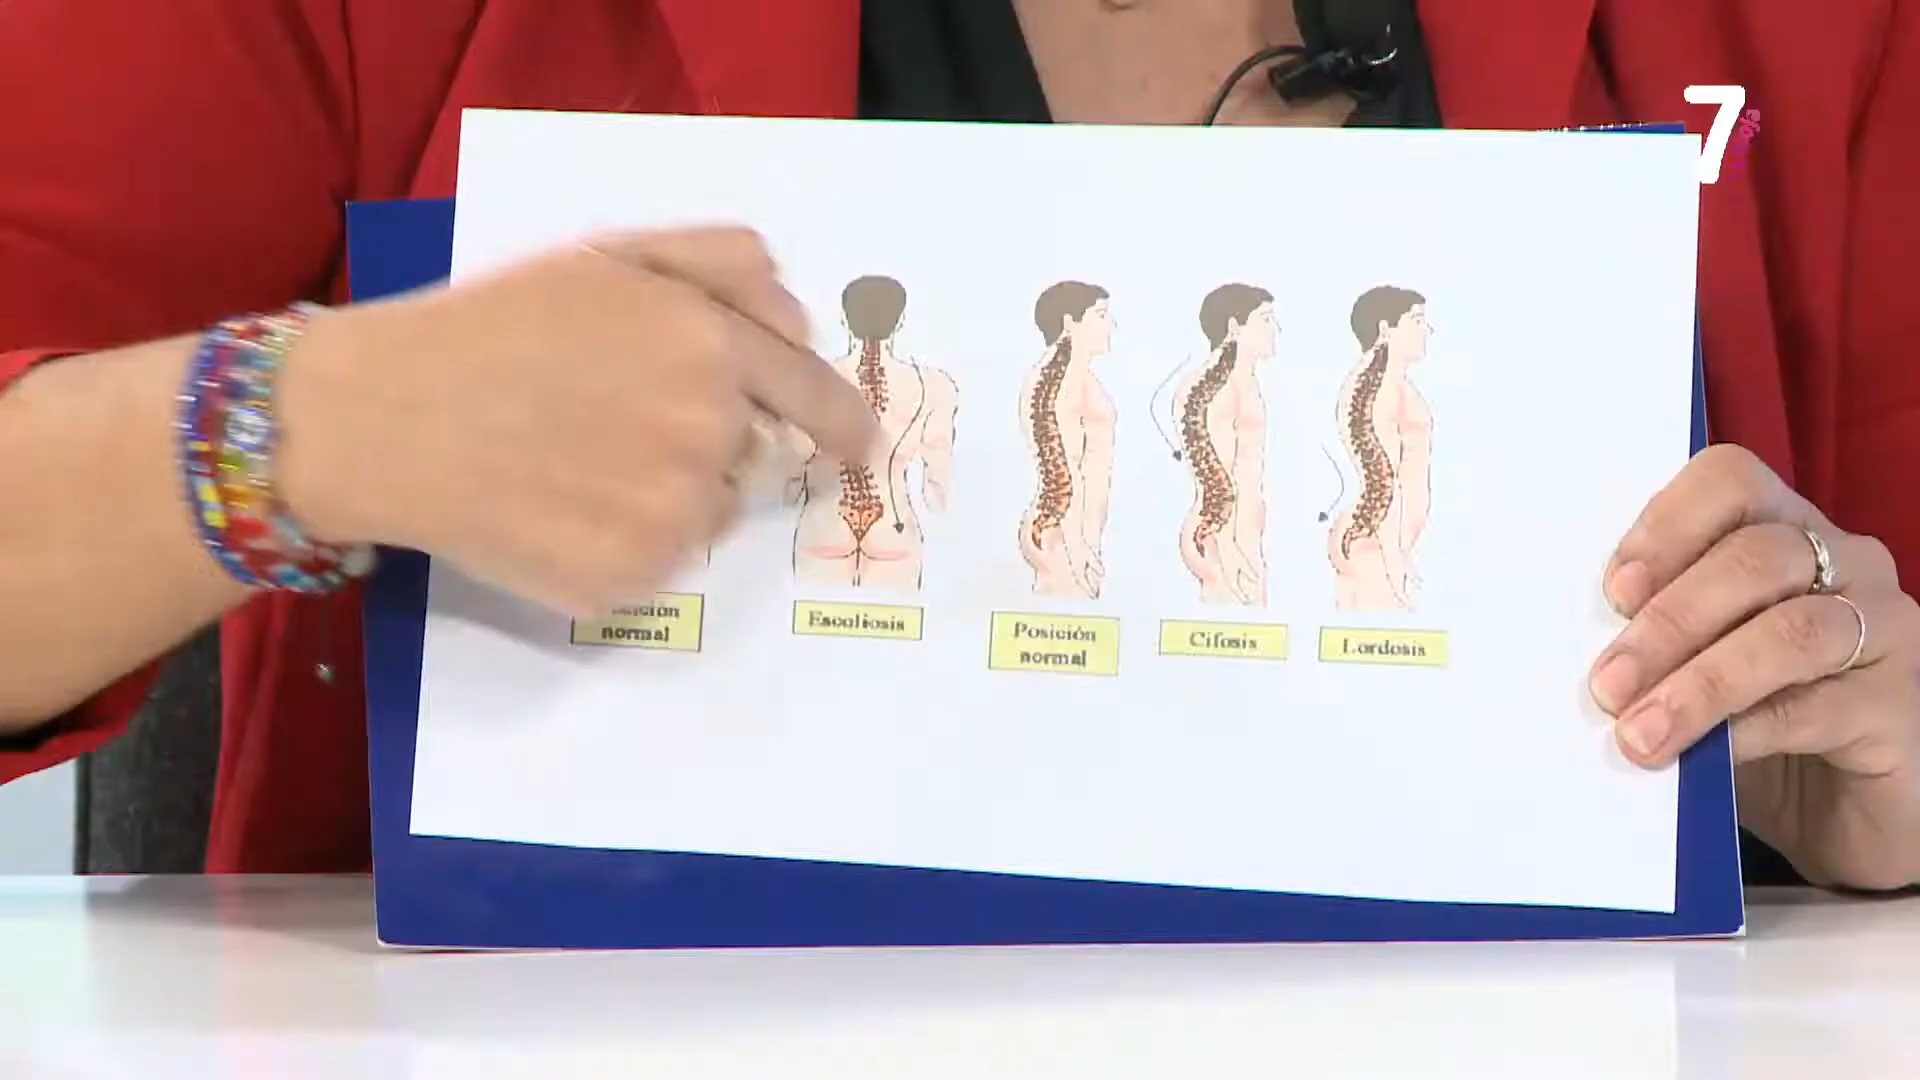 7
normal
Escoliosis
Posición
normal
Cifosis
Lordosis